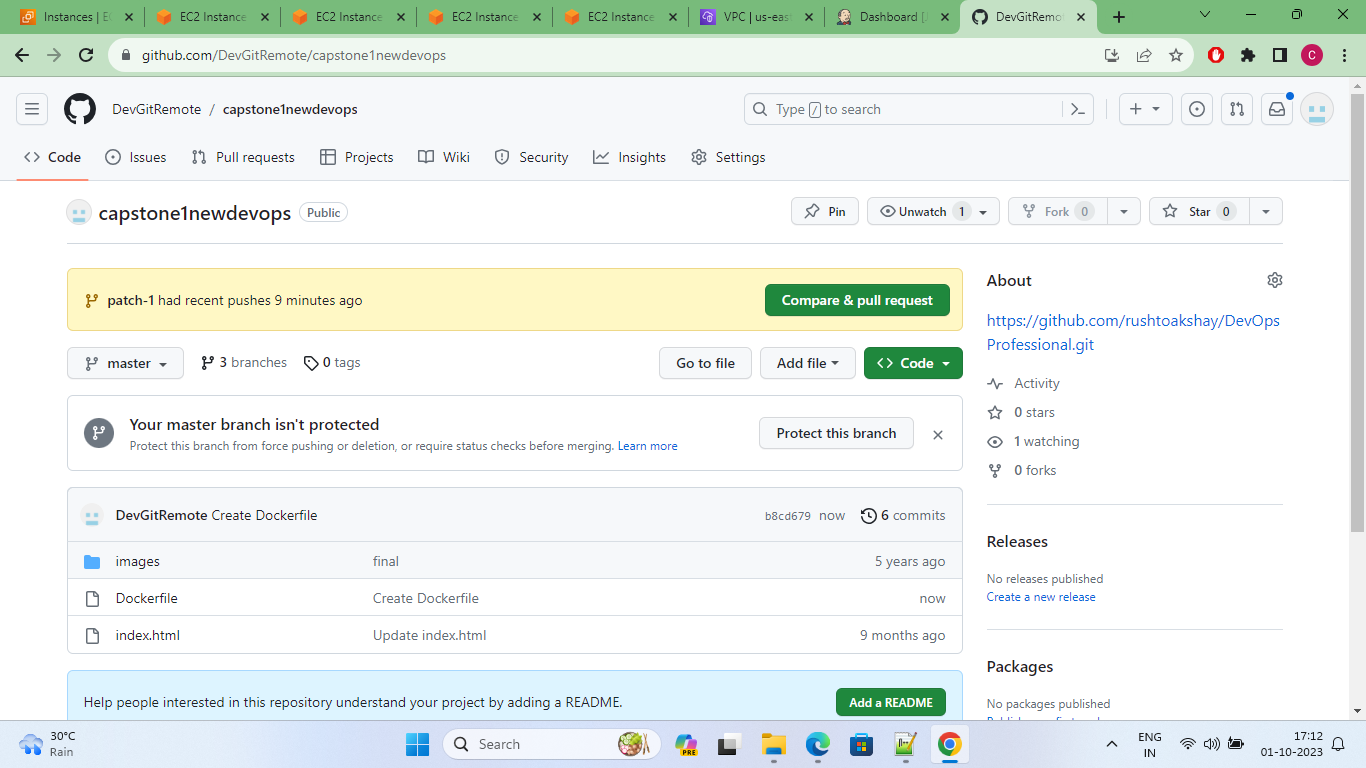 Instances | EC
EC2 Instance
EC2 Instance
EC2 Instance
EC2 Instance
VPC | us-east
Dashboard [J
DevGitRemo
github.com/DevGitRemote/capstone1newdevops
C
DevGitRemote / capstone1newdevops
Type / to search
Code
Issues
Pull requests
Projects
Wiki
Security
Insights
Settings
capstone1newdevops Public
Pin
Unwatch 1
Fork 0
Star 0
patch-1 had recent pushes 9 minutes ago
Compare & pull request
master
3 branches
0 tags
Go to file
Add file
Code
Your master branch isn't protected
Protect this branch from force pushing or deletion, or require status checks before merging. Learn more
Protect this branch
DevGitRemote Create Dockerfile
b8cd679 now
6 commits
images final 5 years ago
Dockerfile Create Dockerfile now
index.html Update index.html 9 months ago
Help people interested in this repository understand your project by adding a README.
Add a README
About
https://github.com/rushtoakshay/DevOps
Professional.git
Activity
0 stars
1 watching
0 forks
Releases
No releases published
Create a new release
Packages
No packages published
30°C
Rain
Search
PRE
ENG
IN
17:12
01-10-2023